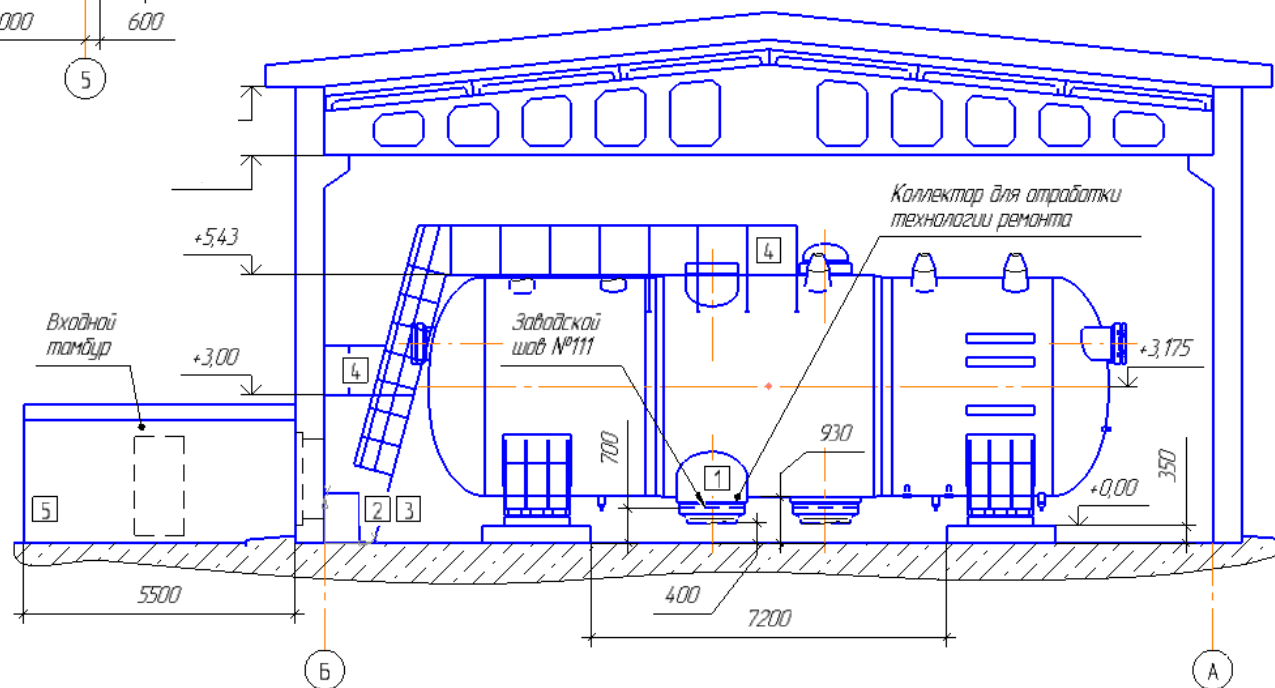 000
600
5
Коллектор для отработки
технологии ремонта
+5,43
4
Входной
тамбур
Заводской
шов №111
+3,00
4
+3,175
700
930
350
1
+0,00
5
2
3
5500
400
7200
Б
А